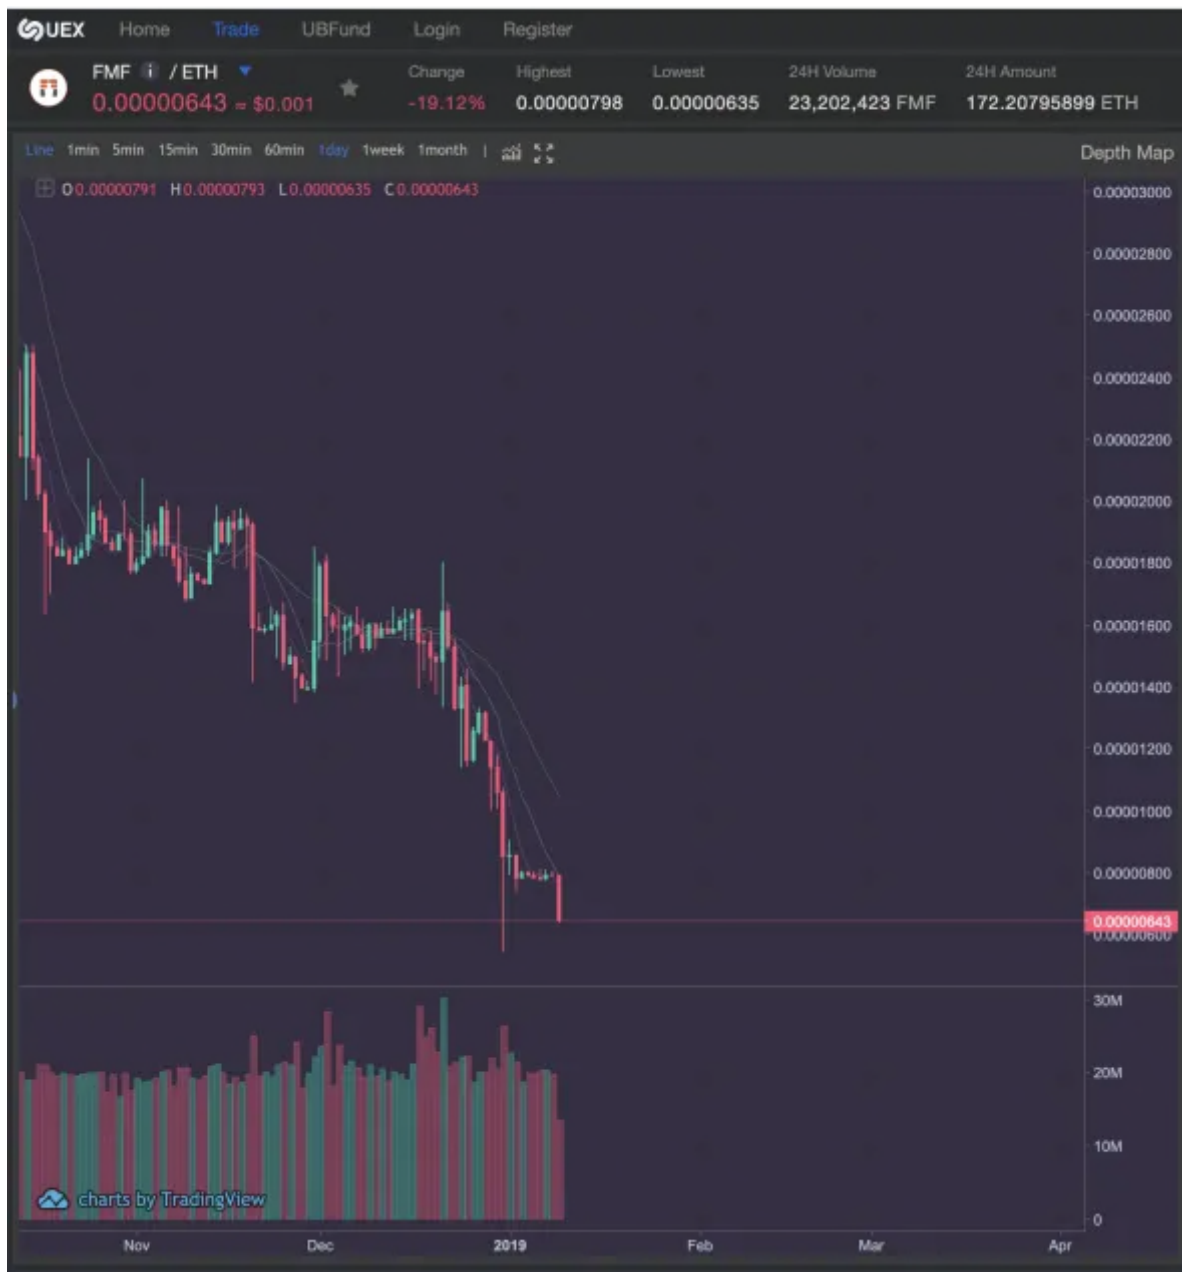 UEX Home Trade UBFund Login Register
FMF i / ETH Change Highest Lowest 24H Volume 24H Amount
0.00000643 = $0.001 -19.12% 0.00000798 0.00000635 23,202,423 FMF 172.20795899 ETH
Line 1min 5min 15min 30min 60min 1day 1week 1month | Depth Map
O0.00000791 H0.00000793 L0.00000635 C0.00000643
0.00003000
0.00002800
0.00002600
0.00002400
0.00002200
0.00002000
0.00001800
0.00001600
0.00001400
0.00001200
0.00001000
0.00000800
0.00000643
0.00000600
30M
20M
10M
charts by TradingView
0
Nov Dec 2019 Feb Mar Apr